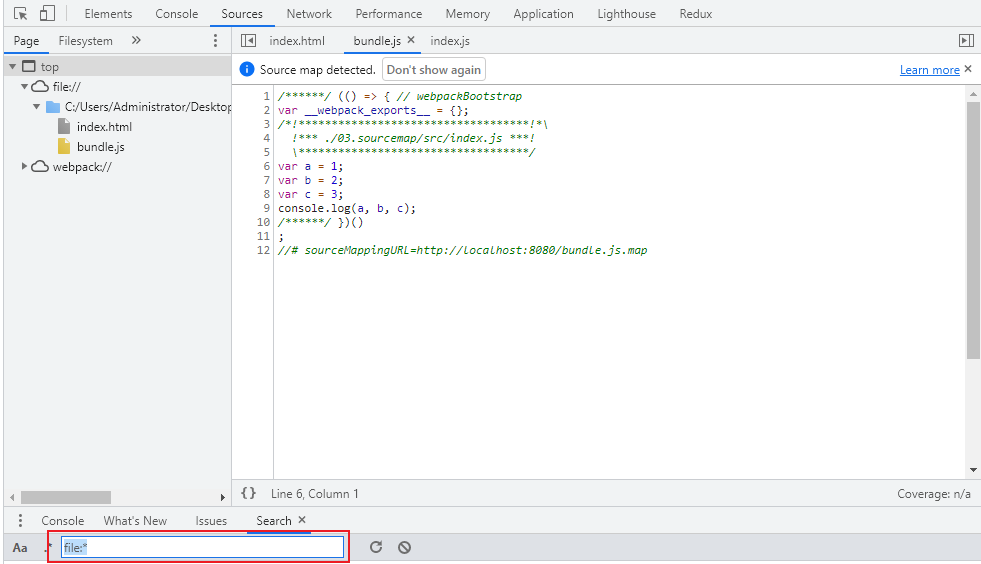 Elements Console Sources Network Performance Memory Application Lighthouse Redux
Page Filesystem » index.html bundle.js × index.js
top
file://
C:/Users/Administrator/Desktop
index.html
bundle.js
webpack://
Source map detected. Don't show again Learn more ×
1 /******/ (() => { // webpackBootstrap
2 var __webpack_exports__ = {};
3 /*!***********************************!*\
4   !*** ./03.sourcemap/src/index.js ***!
5   \***********************************/
6 var a = 1;
7 var b = 2;
8 var c = 3;
9 console.log(a, b, c);
10 /******/ })()
11 ;
12 //# sourceMappingURL=http://localhost:8080/bundle.js.map
{} Line 6, Column 1 Coverage: n/a
Console What's New Issues Search ×
Aa .* file:*